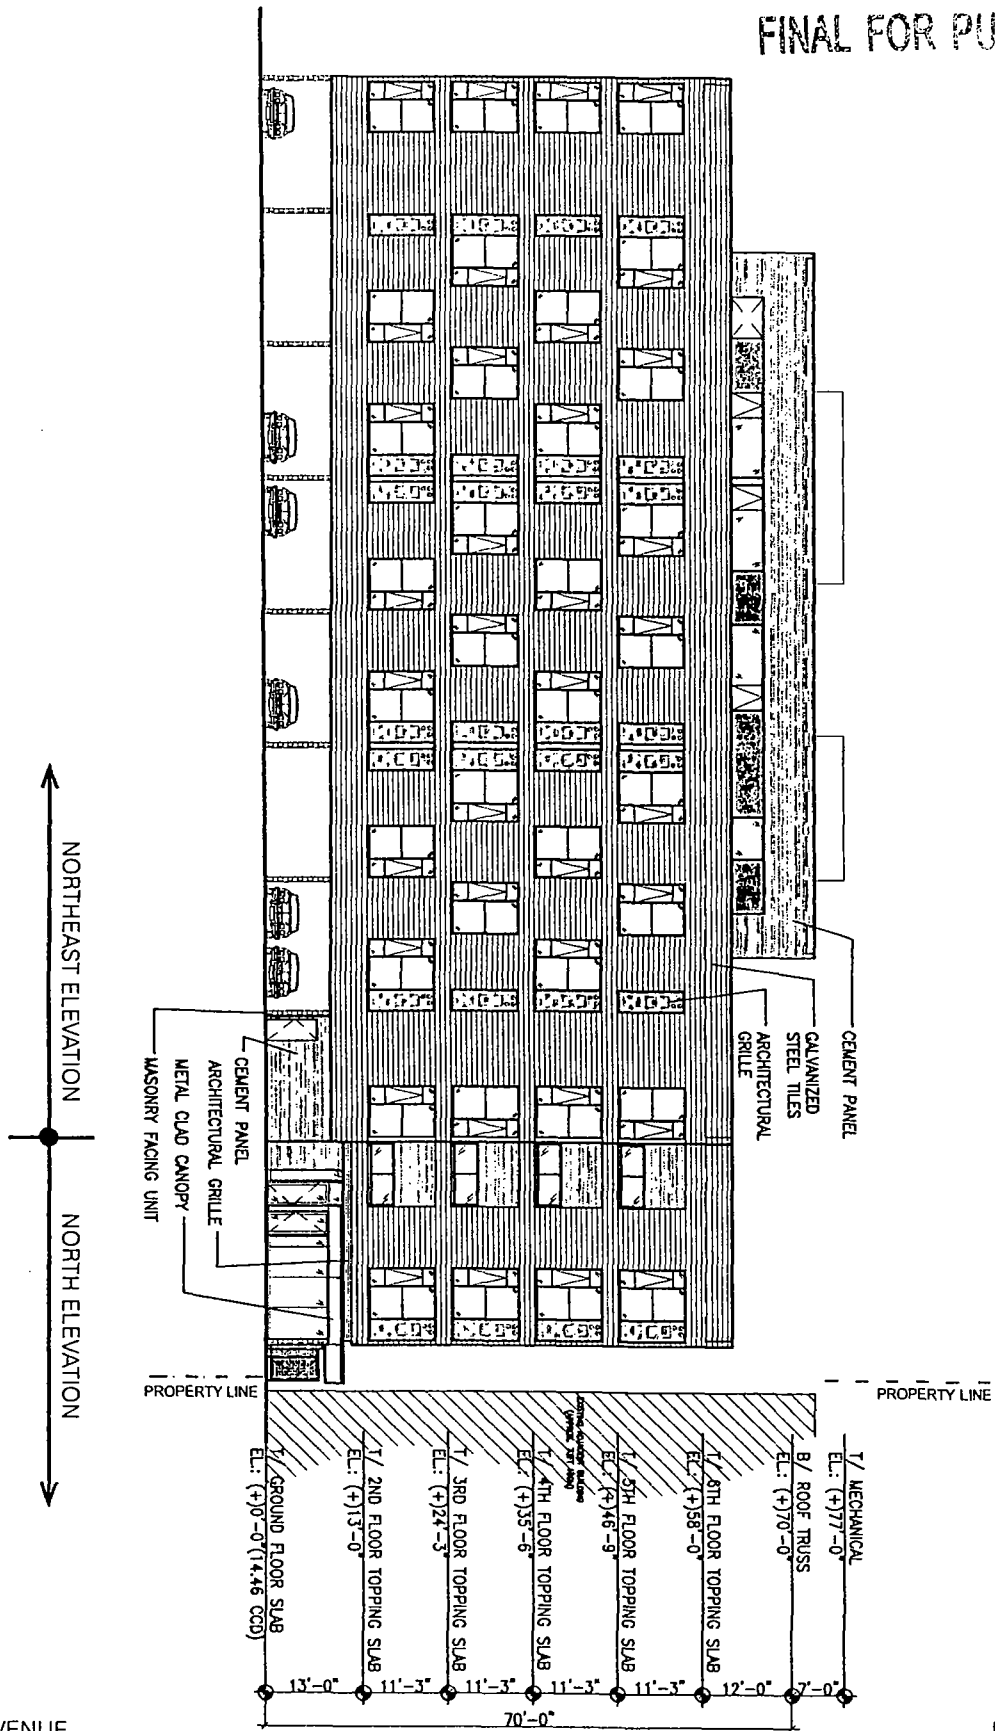 FINAL FOR PU
CEMENT PANEL
GALVANIZED
STEEL TILES
ARCHITECTURAL
GRILLE
CEMENT PANEL
ARCHITECTURAL GRILLE
METAL CLAD CANOPY
MASONRY FACING UNIT
NORTHEAST ELEVATION
NORTH ELEVATION
PROPERTY LINE
PROPERTY LINE
T/ MECHANICAL
EL: (+)77'-0"
B/ ROOF TRUSS
EL: (+)70'-0"
T/ 6TH FLOOR TOPPING SLAB
EL: (+)58'-0"
T/ 5TH FLOOR TOPPING SLAB
EL: (+)46'-9"
T/ 4TH FLOOR TOPPING SLAB
EL: (+)35'-6"
T/ 3RD FLOOR TOPPING SLAB
EL: (+)24'-3"
T/ 2ND FLOOR TOPPING SLAB
EL: (+)13'-0"
T/ GROUND FLOOR SLAB
EL: (+)0'-0"(14.46 CCD)
13'-0"
11'-3"
11'-3"
11'-3"
11'-3"
12'-0"
7'-0"
70'-0"
VENUE